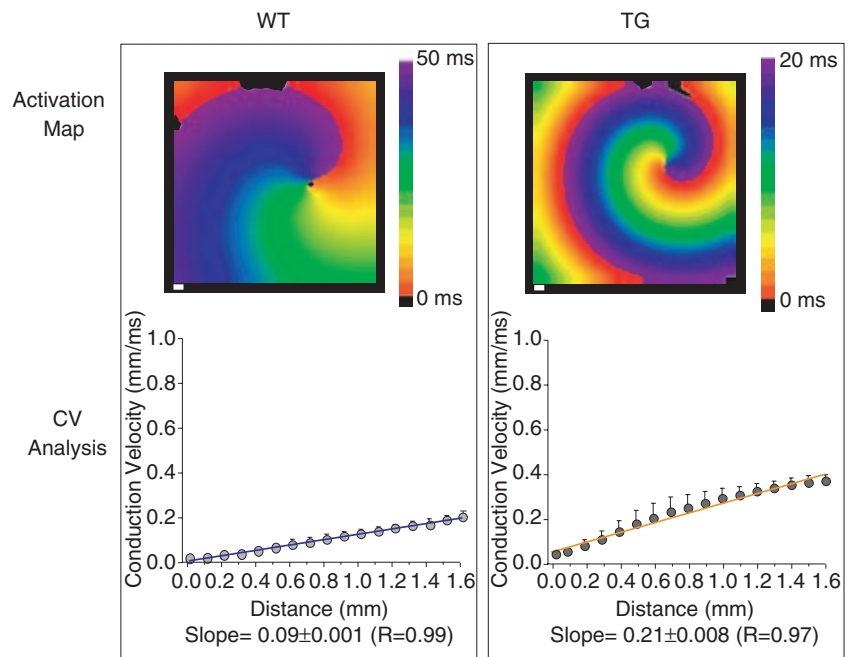 WT
TG
Activation
Map
50 ms
0 ms
20 ms
0 ms
CV
Analysis
Conduction Velocity (mm/ms)
1.0
0.8
0.6
0.4
0.2
0.0
0.0 0.2 0.4 0.6 0.8 1.0 1.2 1.4 1.6
Distance (mm)
Slope= 0.09±0.001 (R=0.99)
Conduction Velocity (mm/ms)
1.0
0.8
0.6
0.4
0.2
0.0
0.0 0.2 0.4 0.6 0.8 1.0 1.2 1.4 1.6
Distance (mm)
Slope= 0.21±0.008 (R=0.97)